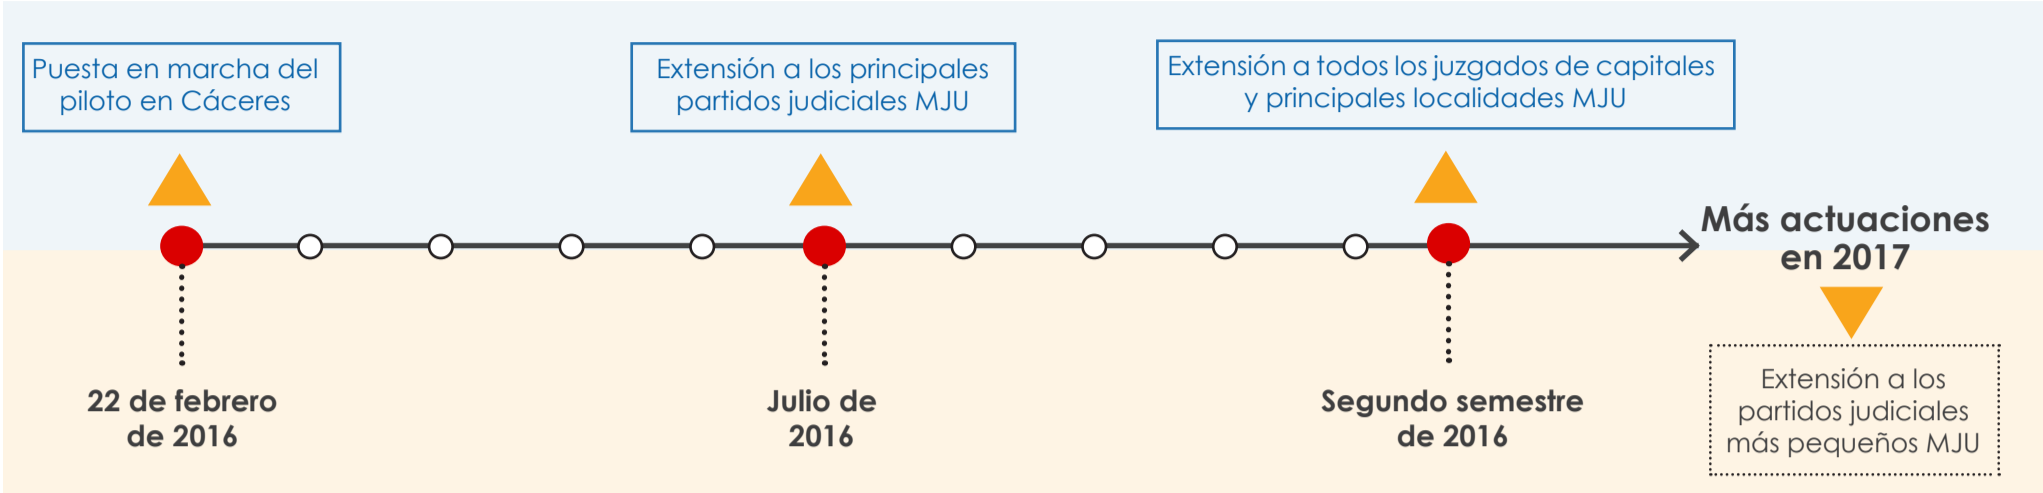 Puesta en marcha del
piloto en Cáceres
Extensión a los principales
partidos judiciales MJU
Extensión a todos los juzgados de capitales
y principales localidades MJU
Más actuaciones
en 2017
22 de febrero
de 2016
Julio de
2016
Segundo semestre
de 2016
Extensión a los
partidos judiciales
más pequeños MJU